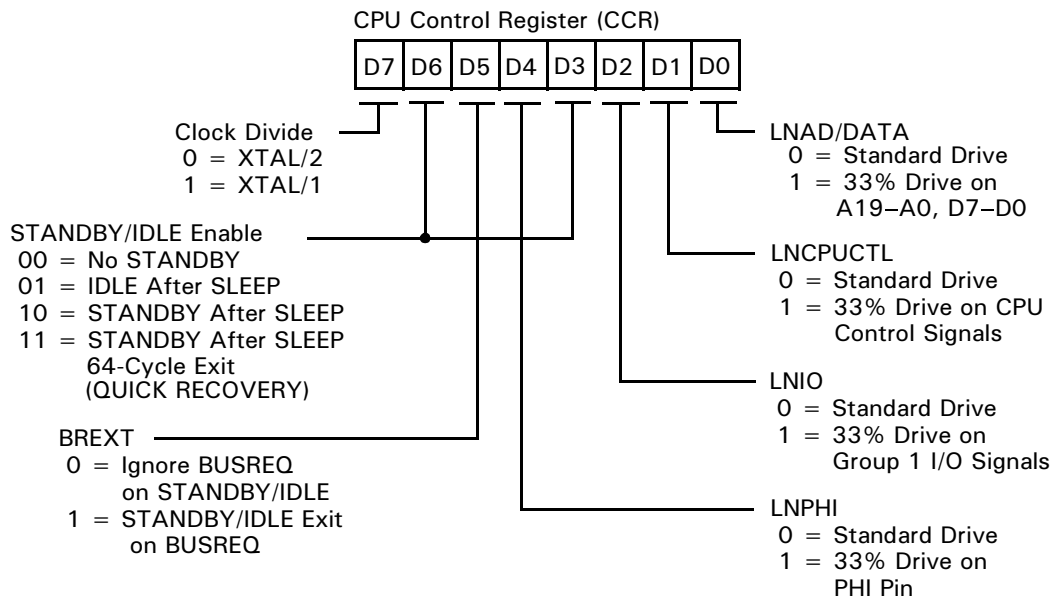 CPU Control Register (CCR)
D7 D6 D5 D4 D3 D2 D1 D0
Clock Divide
0 = XTAL/2
1 = XTAL/1
STANDBY/IDLE Enable
00 = No STANDBY
01 = IDLE After SLEEP
10 = STANDBY After SLEEP
11 = STANDBY After SLEEP
64-Cycle Exit
(QUICK RECOVERY)
BREXT
0 = Ignore BUSREQ
on STANDBY/IDLE
1 = STANDBY/IDLE Exit
on BUSREQ
LNAD/DATA
0 = Standard Drive
1 = 33% Drive on
A19–A0, D7–D0
LNCPUCTL
0 = Standard Drive
1 = 33% Drive on CPU
Control Signals
LNIO
0 = Standard Drive
1 = 33% Drive on
Group 1 I/O Signals
LNPHI
0 = Standard Drive
1 = 33% Drive on
PHI Pin